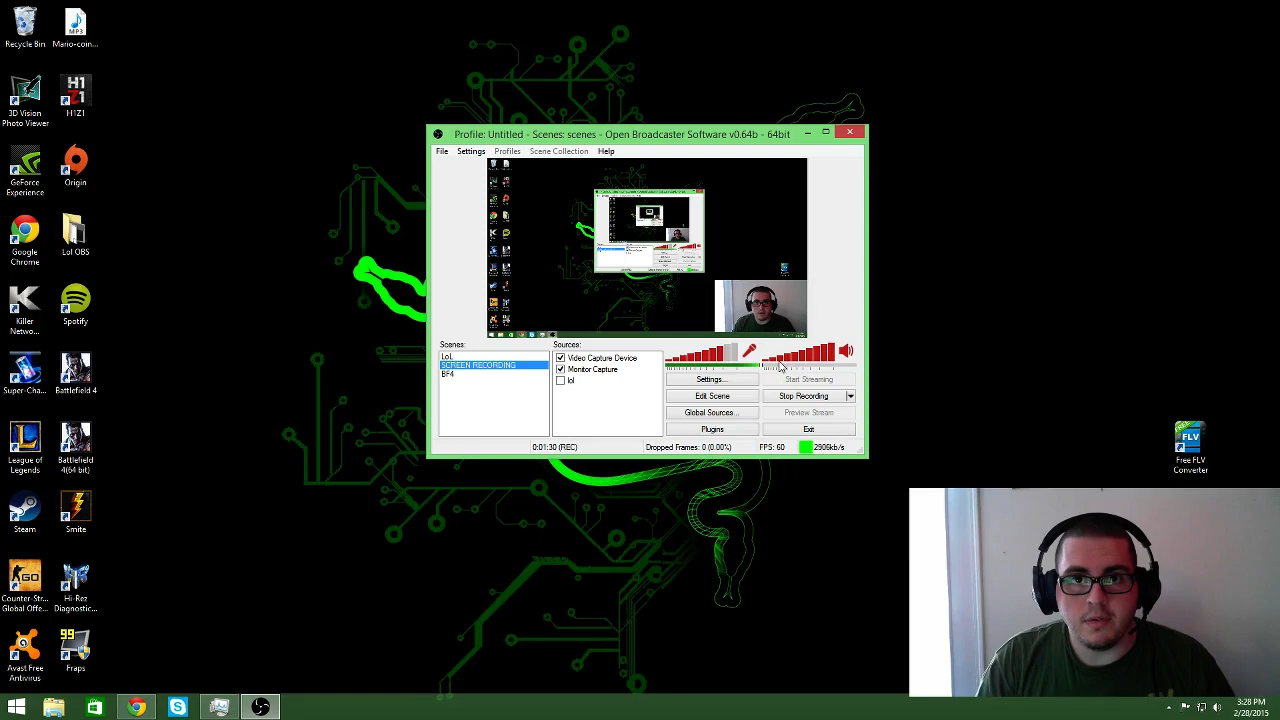 Recycle Bin
Mario-coin...
3D Vision
Photo Viewer
H1Z1
GeForce
Experience
Origin
Google
Chrome
Lol OBS
Killer
Netwo...
Spotify
Super-Cha...
Battlefield 4
League of
Legends
Battlefield
4(64 bit)
Steam
Smite
Counter-Str...
Global Offe...
Hi-Rez
Diagnostic...
Avast Free
Antivirus
99
Fraps
MP3
H1
Z1
GO
Profile: Untitled - Scenes: scenes - Open Broadcaster Software v0.64b - 64bit
File Settings Profiles Scene Collection Help
Scenes:
LoL
SCREEN RECORDING
BF4
Sources:
Video Capture Device
Monitor Capture
lol
Settings...
Start Streaming
Edit Scene
Stop Recording
Global Sources...
Preview Stream
Plugins
Exit
0:01:30 (REC)
Dropped Frames: 0 (0.00%)
FPS: 60
2906kb/s
FREE
FLV
Free FLV
Converter
3:28 PM
2/28/2015